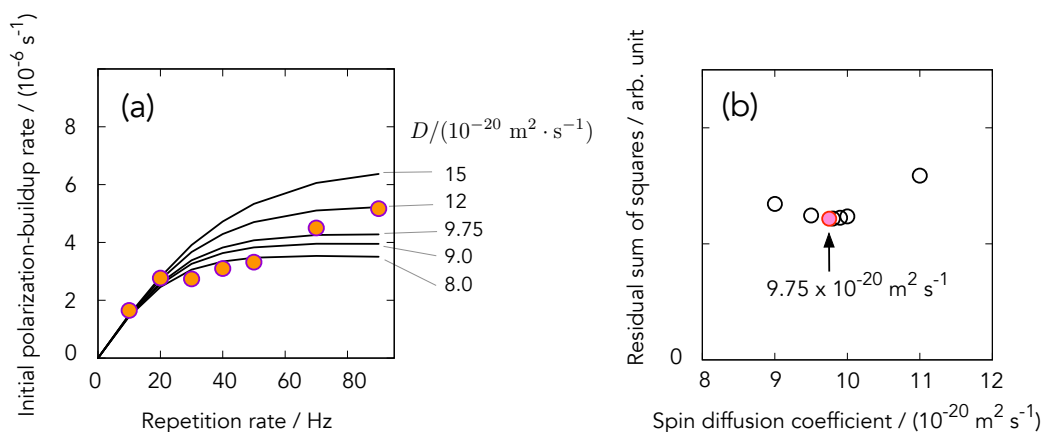 Initial polarization-buildup rate / (10⁻⁶ s⁻¹)
(a)
8
6
4
2
0
0 20 40 60 80
Repetition rate / Hz
D/(10⁻²⁰ m² · s⁻¹)
15
12
9.75
9.0
8.0
Residual sum of squares / arb. unit
(b)
9.75 x 10⁻²⁰ m² s⁻¹
0
8 9 10 11 12
Spin diffusion coefficient / (10⁻²⁰ m² s⁻¹)